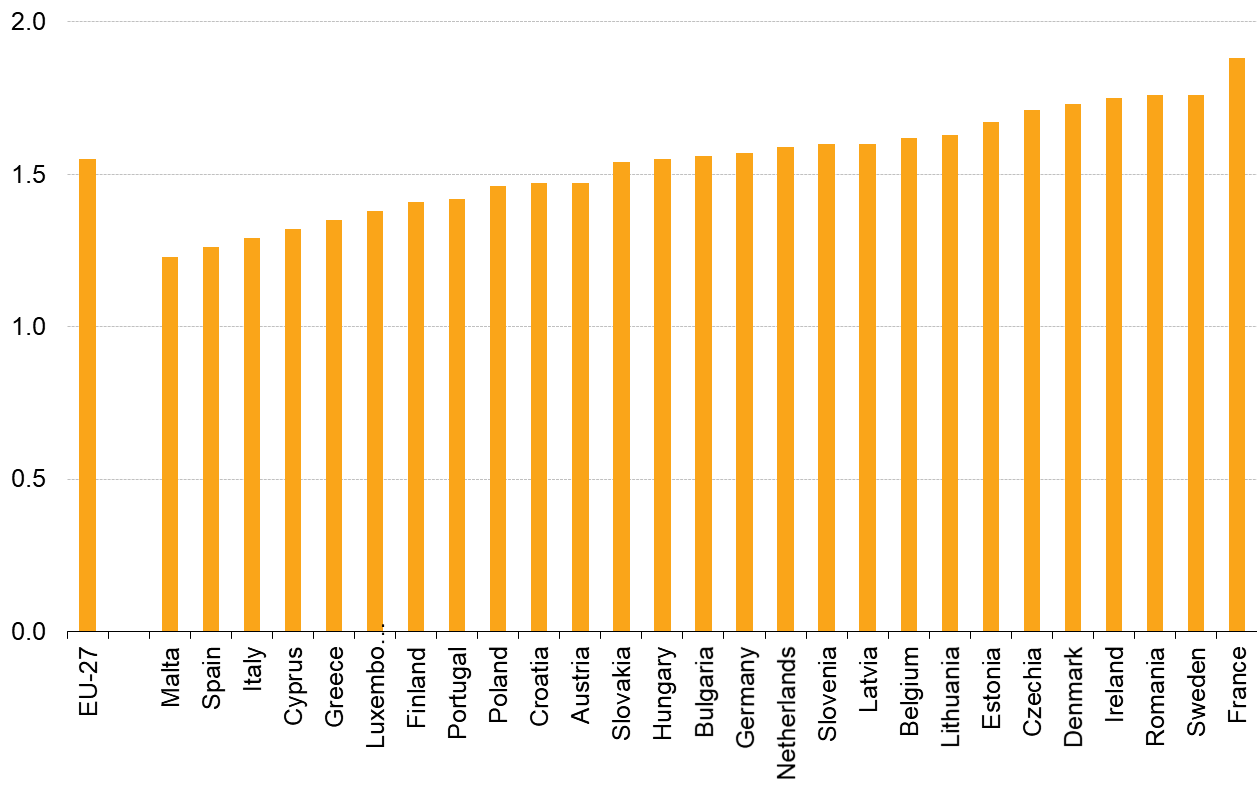 2.0
1.5
1.0
0.5
0.0
EU-27
Malta
Spain
Italy
Cyprus
Greece
Luxembo...
Finland
Portugal
Poland
Croatia
Austria
Slovakia
Hungary
Bulgaria
Germany
Netherlands
Slovenia
Latvia
Belgium
Lithuania
Estonia
Czechia
Denmark
Ireland
Romania
Sweden
France